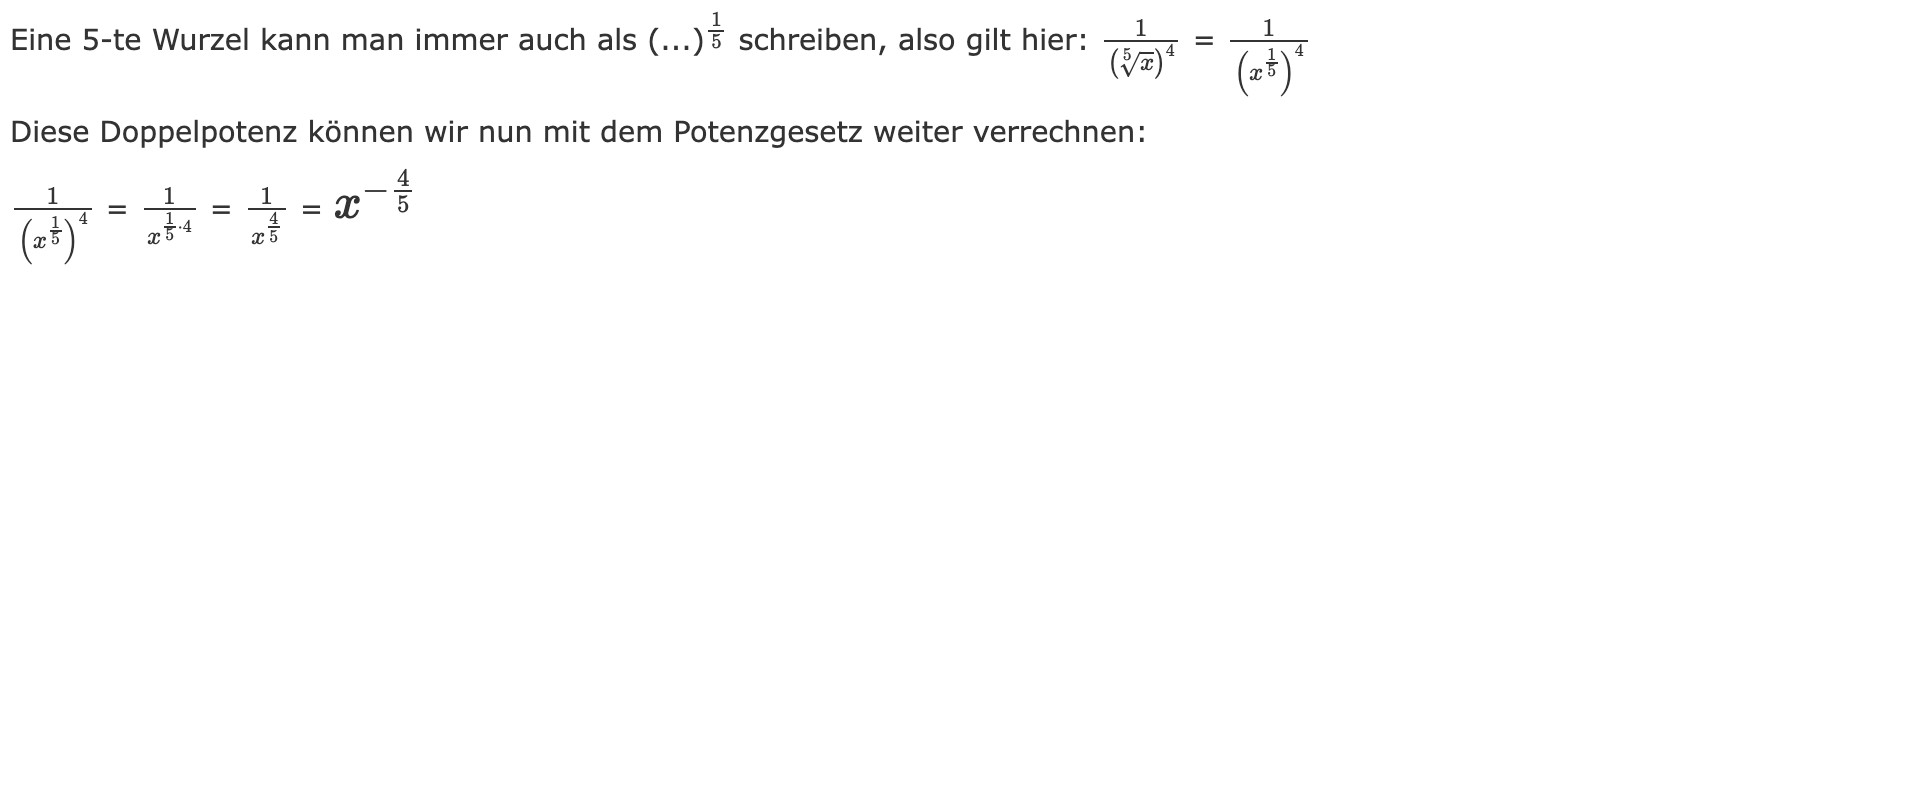 Eine 5-te Wurzel kann man immer auch als $(...)^{\frac{1}{5}}$ schreiben, also gilt hier: $\frac{1}{(\sqrt[5]{x})^4}$ = $\frac{1}{\left(x^{\frac{1}{5}}\right)^4}$
Diese Doppelpotenz können wir nun mit dem Potenzgesetz weiter verrechnen:
$\frac{1}{\left(x^{\frac{1}{5}}\right)^4}$ = $\frac{1}{x^{\frac{1}{5} \cdot 4}}$ = $\frac{1}{x^{\frac{4}{5}}}$ = $x^{-\frac{4}{5}}$